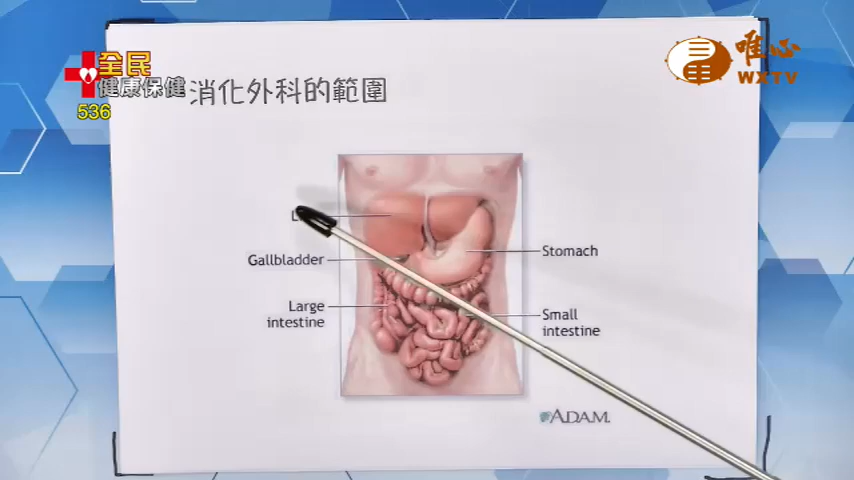 全民
健康保健
536
唯心
WXTV
消化外科的範圍
Gallbladder
Large
intestine
Stomach
Small
intestine
ADAM.